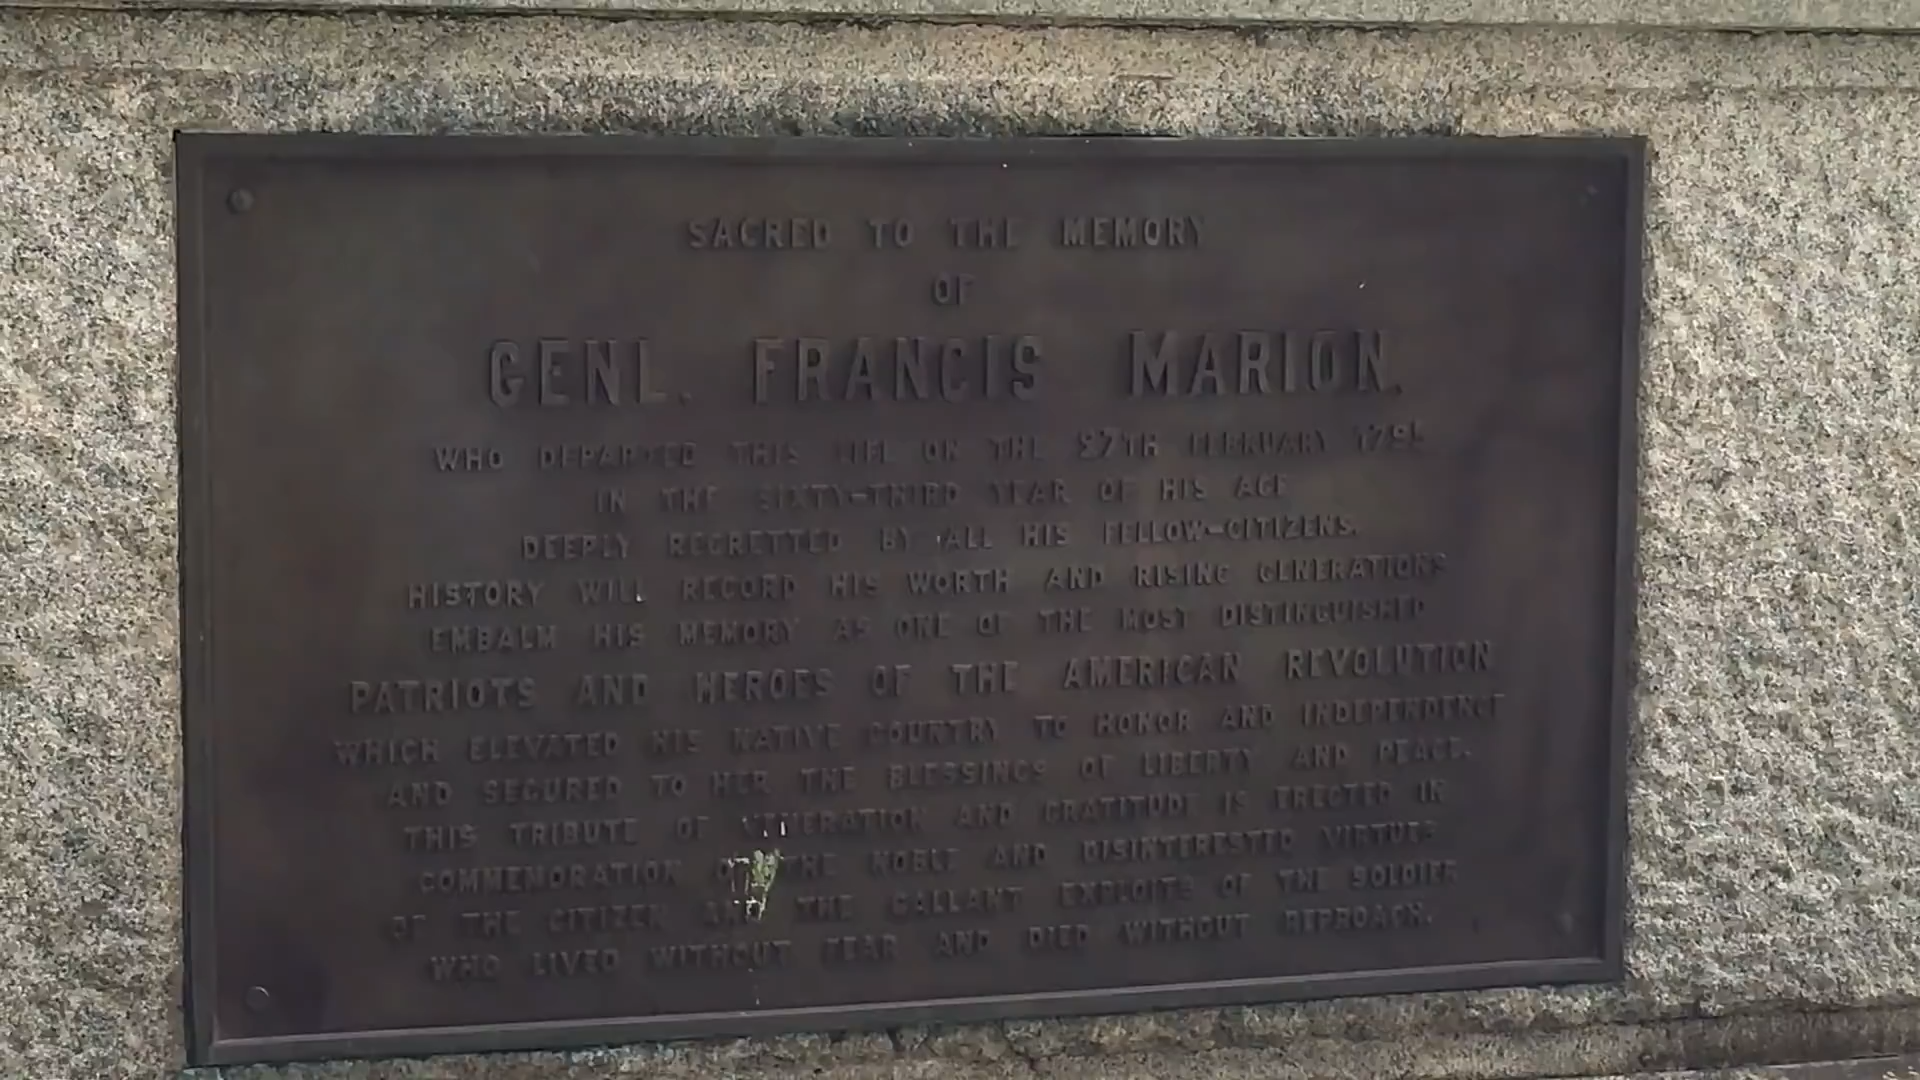 SACRED TO THE MEMORY
OF
GENL. FRANCIS MARION.
WHO DEPARTED THIS LIFE ON THE 27TH FEBRUARY 1795
IN THE SIXTY-THIRD YEAR OF HIS AGE
DEEPLY REGRETTED BY ALL HIS FELLOW-CITIZENS.
HISTORY WILL RECORD HIS WORTH AND RISING GENERATIONS
EMBALM HIS MEMORY AS ONE OF THE MOST DISTINGUISHED
PATRIOTS AND HEROES OF THE AMERICAN REVOLUTION
WHICH ELEVATED HIS NATIVE COUNTRY TO HONOR AND INDEPENDENCE
AND SECURED TO HER THE BLESSINGS OF LIBERTY AND PEACE.
THIS TRIBUTE OF VENERATION AND GRATITUDE IS ERECTED IN
COMMEMORATION OF THE NOBLE AND DISINTERESTED VIRTUES
OF THE CITIZEN AND THE GALLANT EXPLOITS OF THE SOLDIER
WHO LIVED WITHOUT FEAR AND DIED WITHOUT REPROACH.